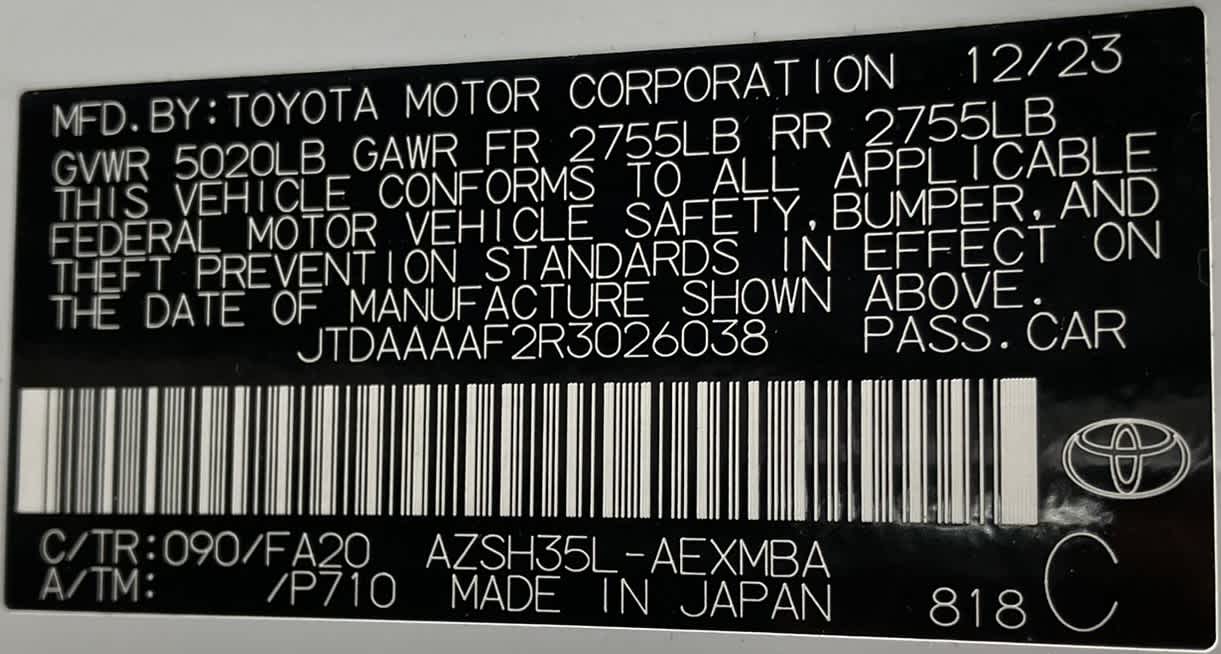 MFD.BY:TOYOTA MOTOR CORPORATION 12/23
GVWR 5020LB GAWR FR 2755LB RR 2755LB
THIS VEHICLE CONFORMS TO ALL APPLICABLE
FEDERAL MOTOR VEHICLE SAFETY,BUMPER,AND
THEFT PREVENTION STANDARDS IN EFFECT ON
THE DATE OF MANUFACTURE SHOWN ABOVE.
JTDAAAAF2R3026038 PASS.CAR
C/TR:090/FA20 AZSH35L-AEXMBA
A/TM: /P710 MADE IN JAPAN 818 C